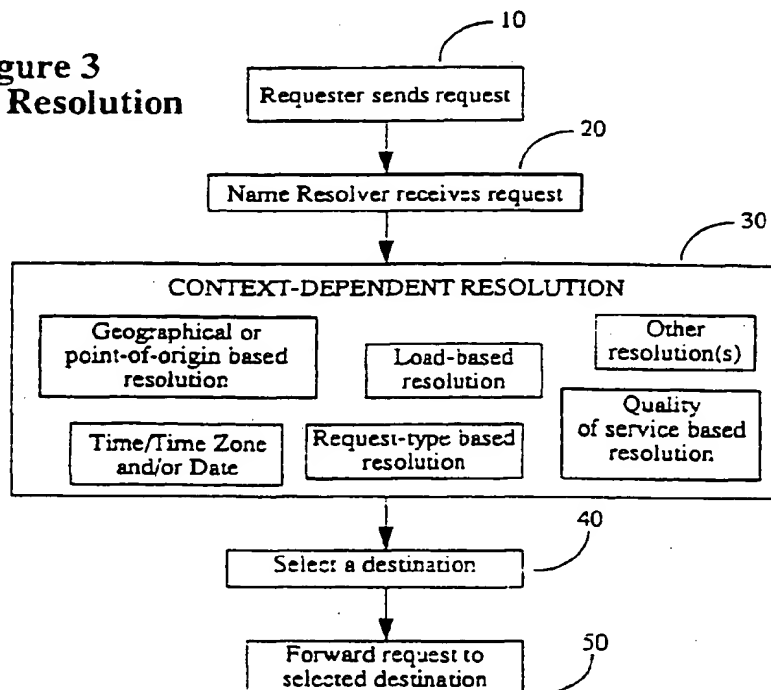 gure 3
Resolution
10
Requester sends request
20
Name Resolver receives request
30
CONTEXT-DEPENDENT RESOLUTION
Geographical or
point-of-origin based
resolution
Load-based
resolution
Other
resolution(s)
Time/Time Zone
and/or Date
Request-type based
resolution
Quality
of service based
resolution
40
Select a destination
50
Forward request to
selected destination